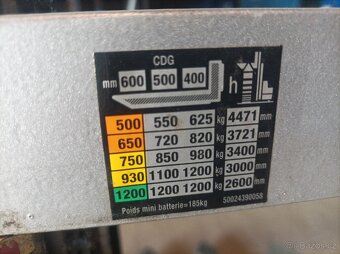 CDG
mm 600 500 400 h
500 550 625 kg 4471 mm
650 720 820 kg 3721 mm
750 850 980 kg 3400 mm
930 1100 1200 kg 3000 mm
1200 1200 1200 kg 2600 mm
Poids mini batterie=185kg 50024390058